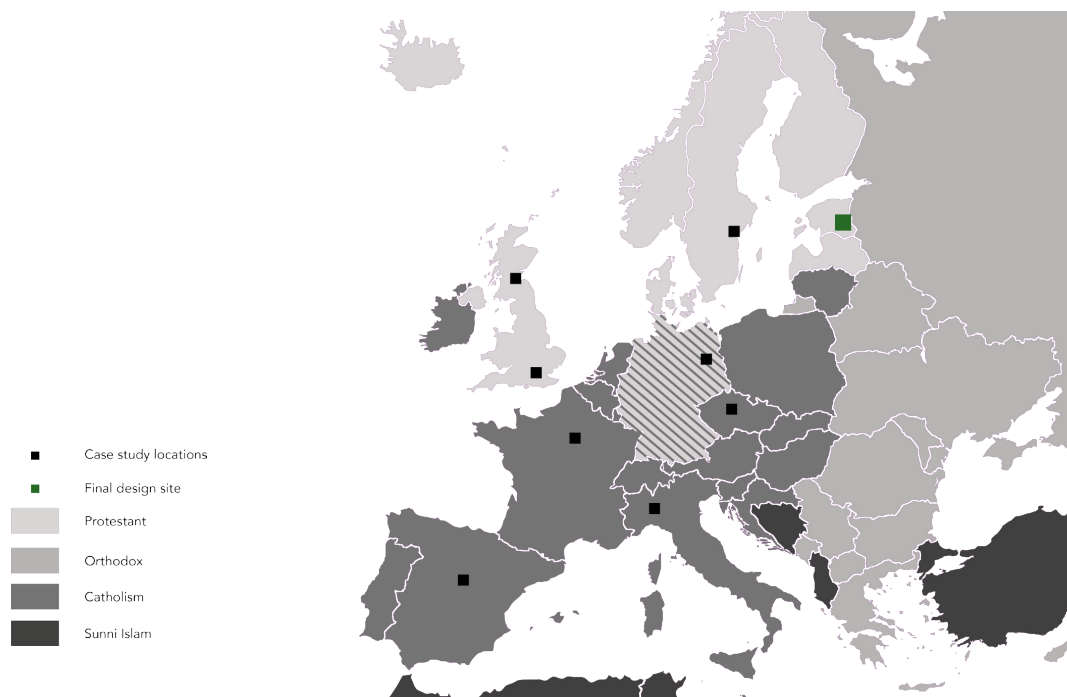 Case study locations
Final design site
Protestant
Orthodox
Catholism
Sunni Islam